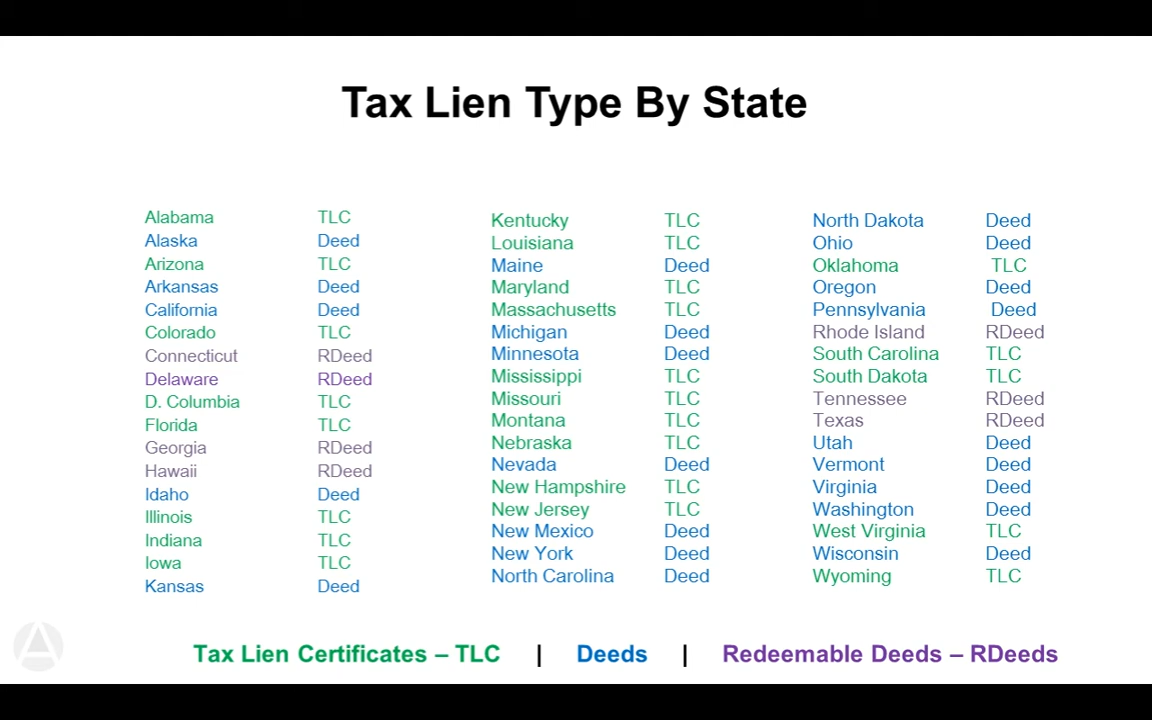 Tax Lien Type By State
Alabama TLC
Alaska Deed
Arizona TLC
Arkansas Deed
California Deed
Colorado TLC
Connecticut RDeed
Delaware RDeed
D. Columbia TLC
Florida TLC
Georgia RDeed
Hawaii RDeed
Idaho Deed
Illinois TLC
Indiana TLC
Iowa TLC
Kansas Deed
Kentucky TLC
Louisiana TLC
Maine Deed
Maryland TLC
Massachusetts TLC
Michigan Deed
Minnesota Deed
Mississippi TLC
Missouri TLC
Montana TLC
Nebraska TLC
Nevada Deed
New Hampshire TLC
New Jersey TLC
New Mexico Deed
New York Deed
North Carolina Deed
North Dakota Deed
Ohio Deed
Oklahoma TLC
Oregon Deed
Pennsylvania Deed
Rhode Island RDeed
South Carolina TLC
South Dakota TLC
Tennessee RDeed
Texas RDeed
Utah Deed
Vermont Deed
Virginia Deed
Washington Deed
West Virginia TLC
Wisconsin Deed
Wyoming TLC
Tax Lien Certificates – TLC | Deeds | Redeemable Deeds – RDeeds